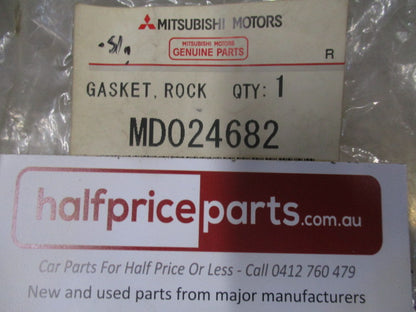 MITSUBISHI MOTORS
MITSUBISHI MOTORS
GENUINE PARTS
R
GASKET, ROCK QTY: 1
MD024682
halfpriceparts.com.au
Car Parts For Half Price Or Less - Call 0412 760 479
New and used parts from major manufacturers